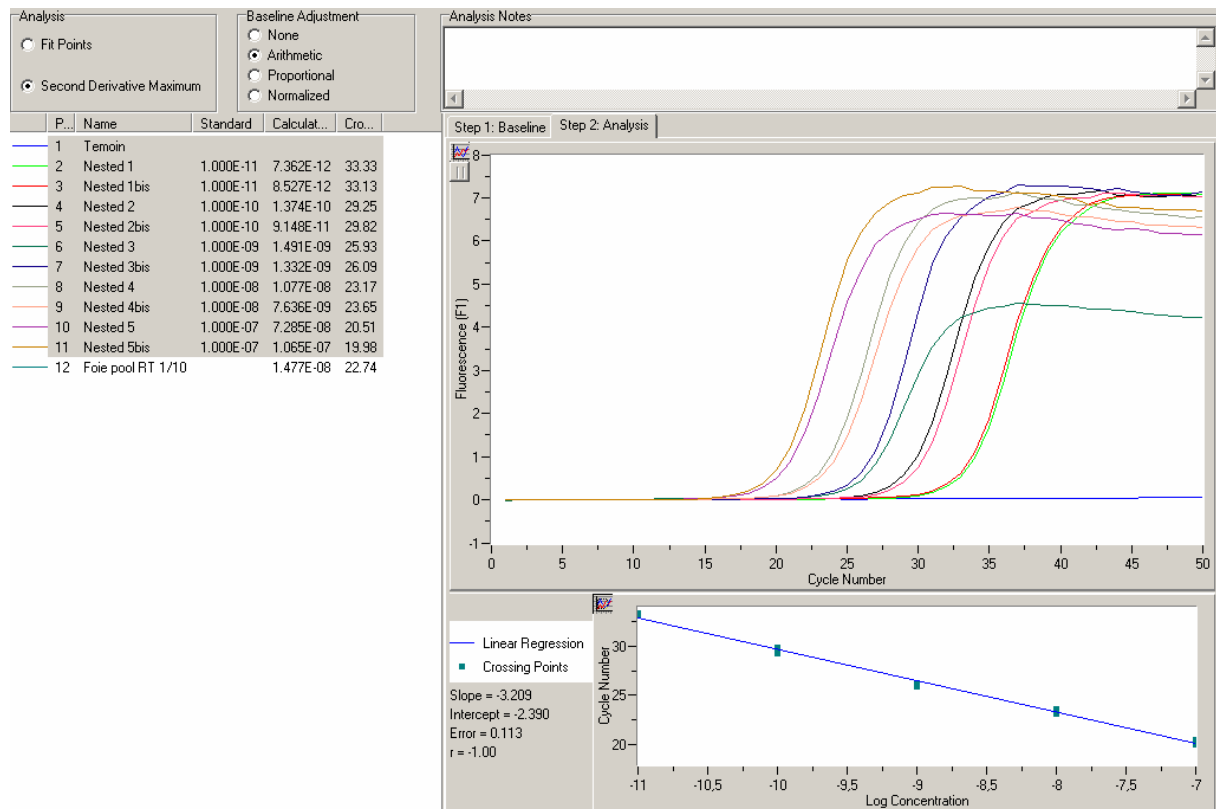 Analysis
Fit Points
Second Derivative Maximum
Baseline Adjustment
None
Arithmetic
Proportional
Normalized
Analysis Notes
P... Name Standard Calculat... Cro...
1 Temoin
2 Nested 1 1.000E-11 7.362E-12 33.33
3 Nested 1bis 1.000E-11 8.527E-12 33.13
4 Nested 2 1.000E-10 1.374E-10 29.25
5 Nested 2bis 1.000E-10 9.148E-11 29.82
6 Nested 3 1.000E-09 1.491E-09 25.93
7 Nested 3bis 1.000E-09 1.332E-09 26.09
8 Nested 4 1.000E-08 1.077E-08 23.17
9 Nested 4bis 1.000E-08 7.636E-09 23.65
10 Nested 5 1.000E-07 7.285E-08 20.51
11 Nested 5bis 1.000E-07 1.065E-07 19.98
12 Foie pool RT 1/10 1.477E-08 22.74
Step 1: Baseline Step 2: Analysis
8
7
6
5
4
3
2
1
0
-1
Fluorescence (F1)
0 5 10 15 20 25 30 35 40 45 50
Cycle Number
Linear Regression
Crossing Points
Slope = -3.209
Intercept = -2.390
Error = 0.113
r = -1.00
Cycle Number
30
25
20
-11 -10,5 -10 -9,5 -9 -8,5 -8 -7,5 -7
Log Concentration